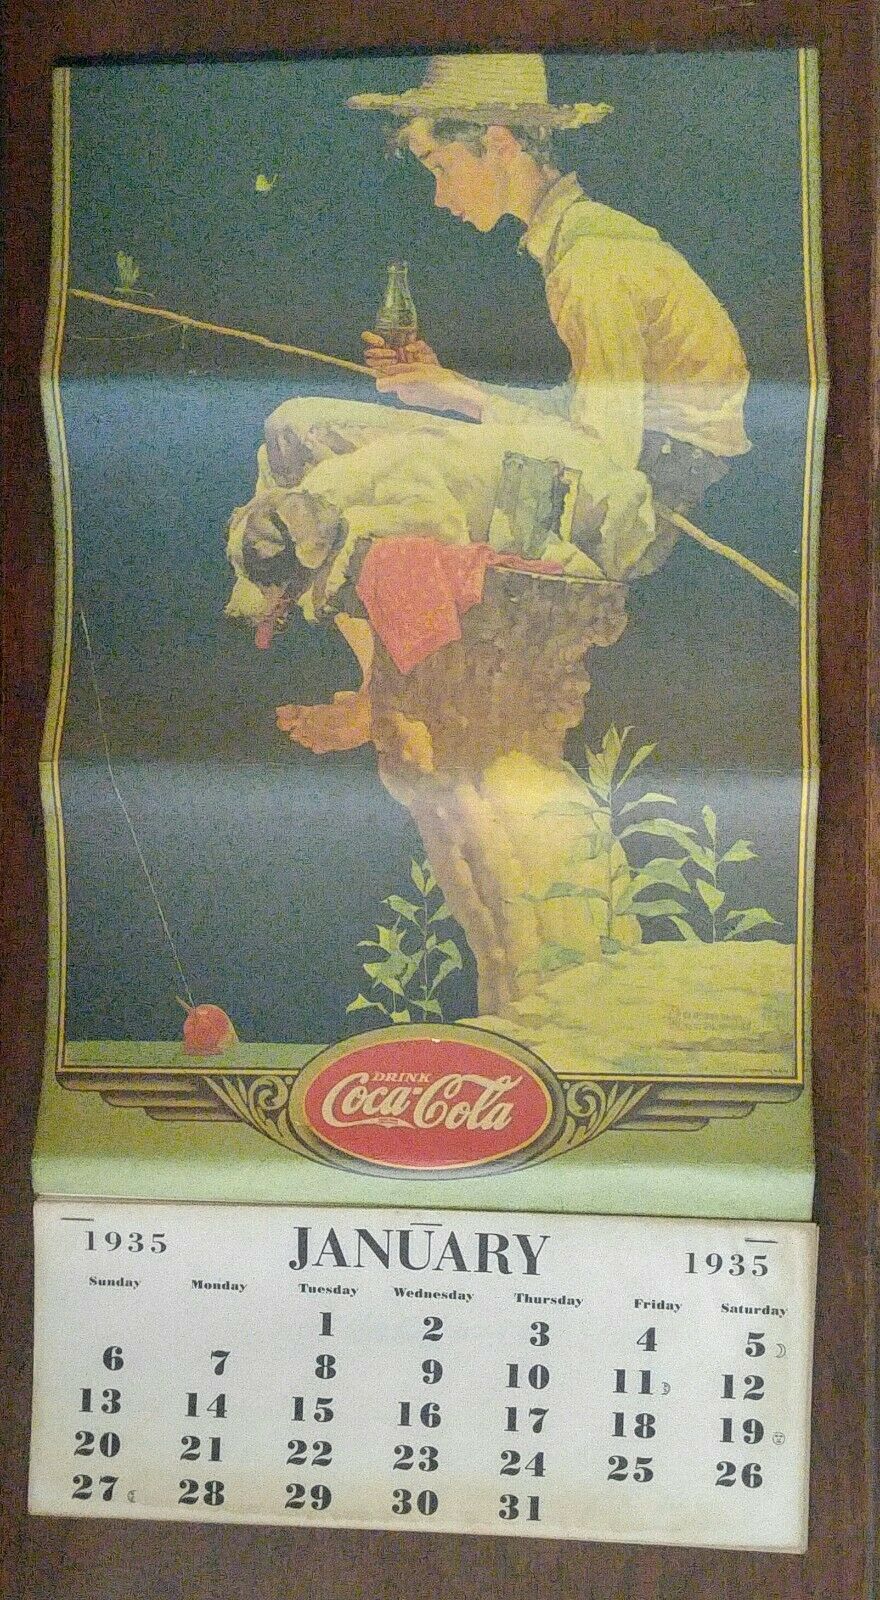 NORMAN
ROCKWELL
DRINK
Coca-Cola
1935 JANUARY 1935
Sunday Monday Tuesday Wednesday Thursday Friday Saturday
1 2 3 4 5
6 7 8 9 10 11 12
13 14 15 16 17 18 19
20 21 22 23 24 25 26
27 28 29 30 31